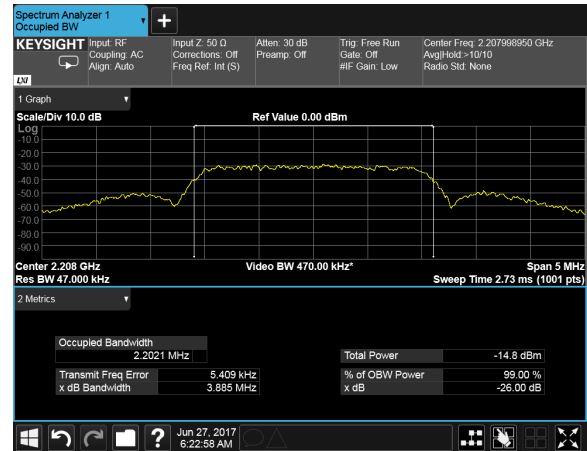 Spectrum Analyzer 1
Occupied BW
KEYSIGHT
Input: RF
Coupling: AC
Align: Auto
Input Z: 50 Ω
Corrections: Off
Freq Ref: Int (S)
Atten: 30 dB
Preamp: Off
Trig: Free Run
Gate: Off
#IF Gain: Low
Center Freq: 2.207998950 GHz
Avg|Hold:>10/10
Radio Std: None
LXI
1 Graph
Scale/Div 10.0 dB
Ref Value 0.00 dBm
Log
-10.0
-20.0
-30.0
-40.0
-50.0
-60.0
-70.0
-80.0
-90.0
Center 2.208 GHz
Video BW 470.00 kHz*
Span 5 MHz
Res BW 47.000 kHz
Sweep Time 2.73 ms (1001 pts)
2 Metrics
Occupied Bandwidth
2.2021 MHz
Total Power -14.8 dBm
Transmit Freq Error 5.409 kHz
% of OBW Power 99.00 %
x dB Bandwidth 3.885 MHz
x dB -26.00 dB
?
Jun 27, 2017
6:22:58 AM